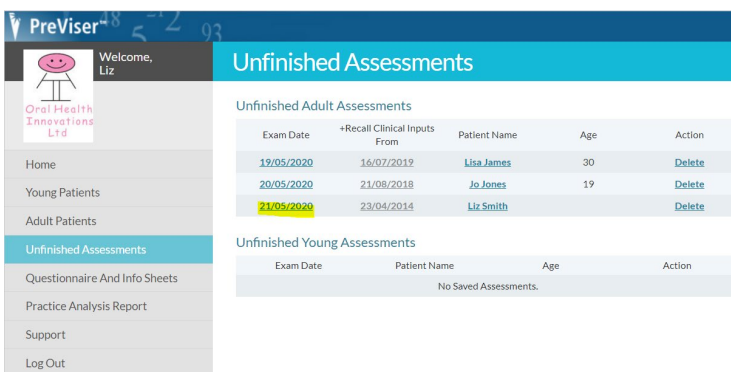 PreViser™ 48 5 -12 93
Welcome,
Liz
Oral Health
Innovations
Ltd
Home
Young Patients
Adult Patients
Unfinished Assessments
Questionnaire And Info Sheets
Practice Analysis Report
Support
Log Out
Unfinished Assessments
Unfinished Adult Assessments
Exam Date +Recall Clinical Inputs From Patient Name Age Action
19/05/2020 16/07/2019 Lisa James 30 Delete
20/05/2020 21/08/2018 Jo Jones 19 Delete
21/05/2020 23/04/2014 Liz Smith Delete
Unfinished Young Assessments
Exam Date Patient Name Age Action
No Saved Assessments.